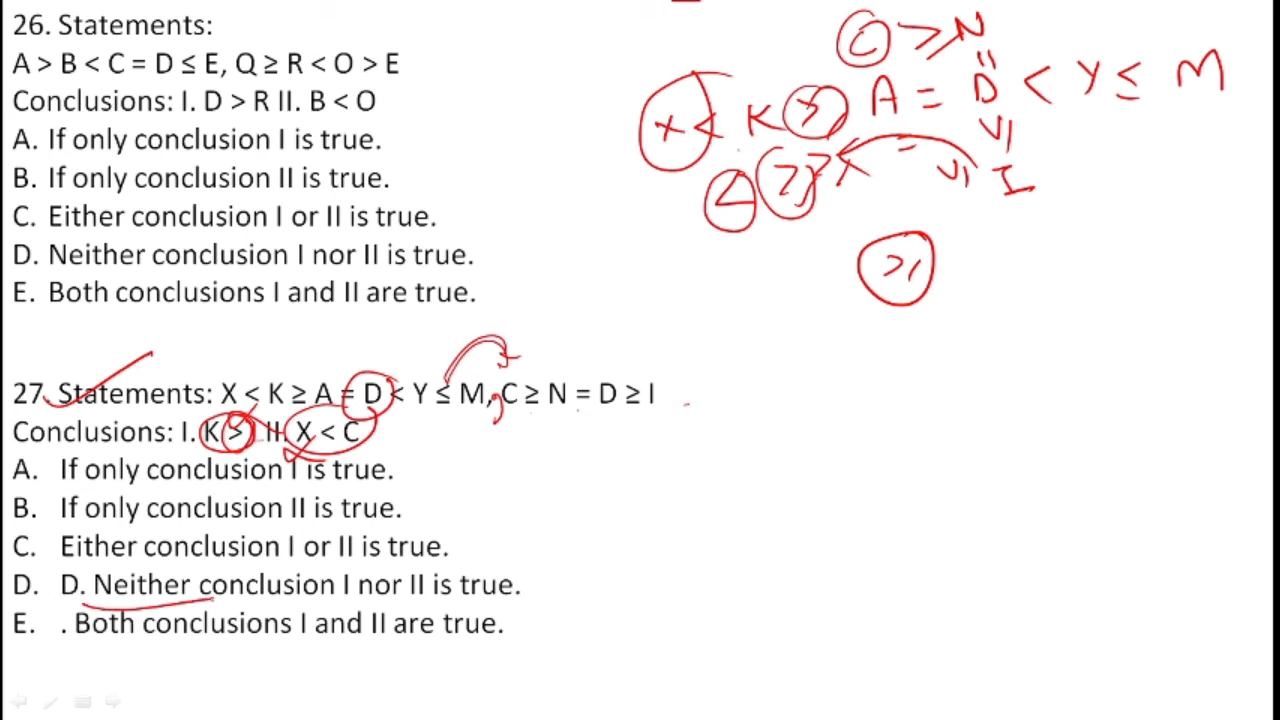 26. Statements:
A > B < C = D ≤ E, Q ≥ R < O > E
Conclusions: I. D > R II. B < O
A. If only conclusion I is true.
B. If only conclusion II is true.
C. Either conclusion I or II is true.
D. Neither conclusion I nor II is true.
E. Both conclusions I and II are true.
C ≥ N
=
X < K ≥ A = D < Y ≤ M
27. Statements: X < K ≥ A = D < Y ≤ M, C ≥ N = D ≥ I
Conclusions: I. K > II. X < C
A. If only conclusion I is true.
B. If only conclusion II is true.
C. Either conclusion I or II is true.
D. D. Neither conclusion I nor II is true.
E. . Both conclusions I and II are true.